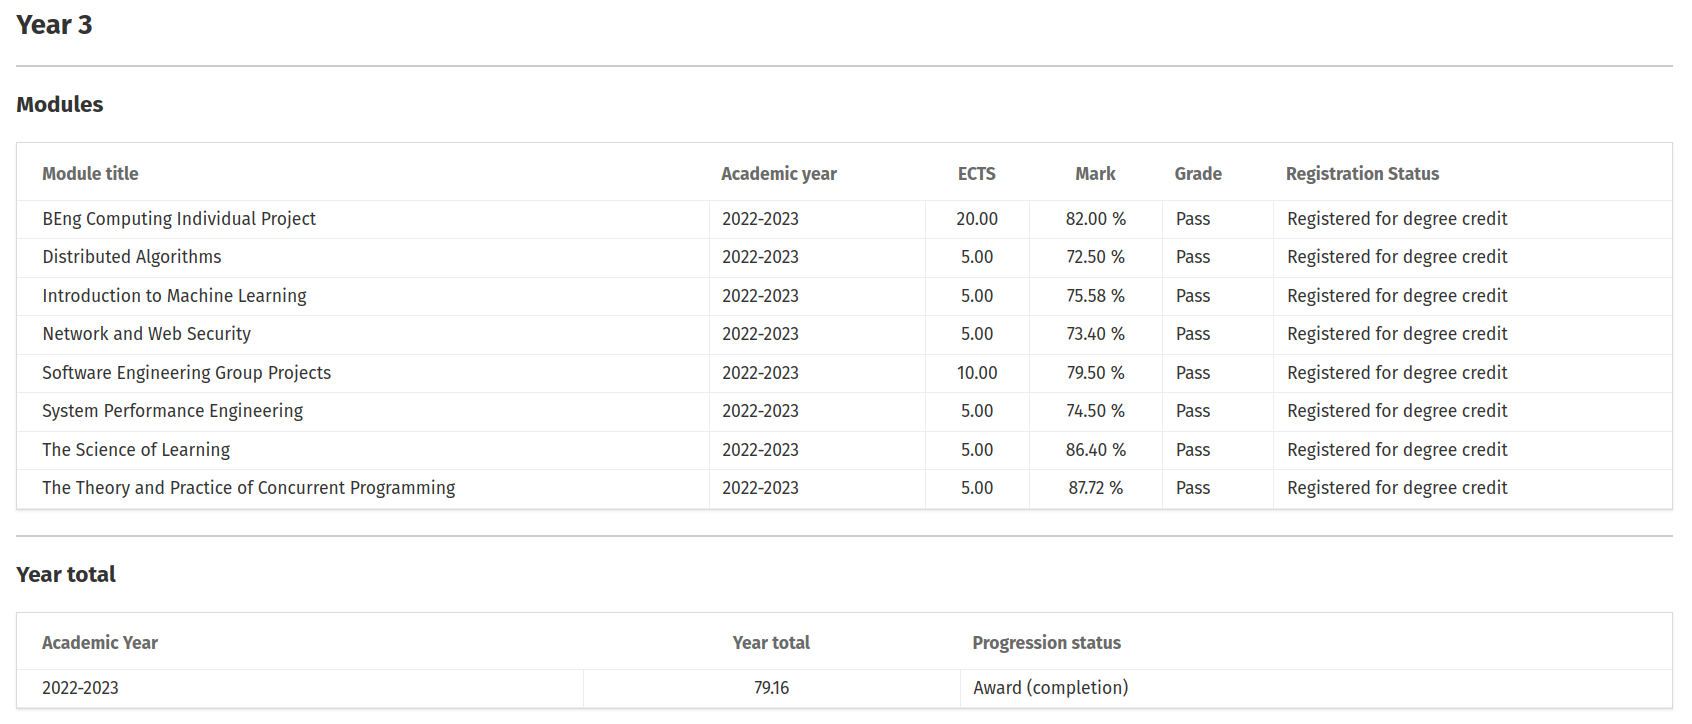 Year 3
Modules
Module title Academic year ECTS Mark Grade Registration Status
BEng Computing Individual Project 2022-2023 20.00 82.00 % Pass Registered for degree credit
Distributed Algorithms 2022-2023 5.00 72.50 % Pass Registered for degree credit
Introduction to Machine Learning 2022-2023 5.00 75.58 % Pass Registered for degree credit
Network and Web Security 2022-2023 5.00 73.40 % Pass Registered for degree credit
Software Engineering Group Projects 2022-2023 10.00 79.50 % Pass Registered for degree credit
System Performance Engineering 2022-2023 5.00 74.50 % Pass Registered for degree credit
The Science of Learning 2022-2023 5.00 86.40 % Pass Registered for degree credit
The Theory and Practice of Concurrent Programming 2022-2023 5.00 87.72 % Pass Registered for degree credit
Year total
Academic Year Year total Progression status
2022-2023 79.16 Award (completion)